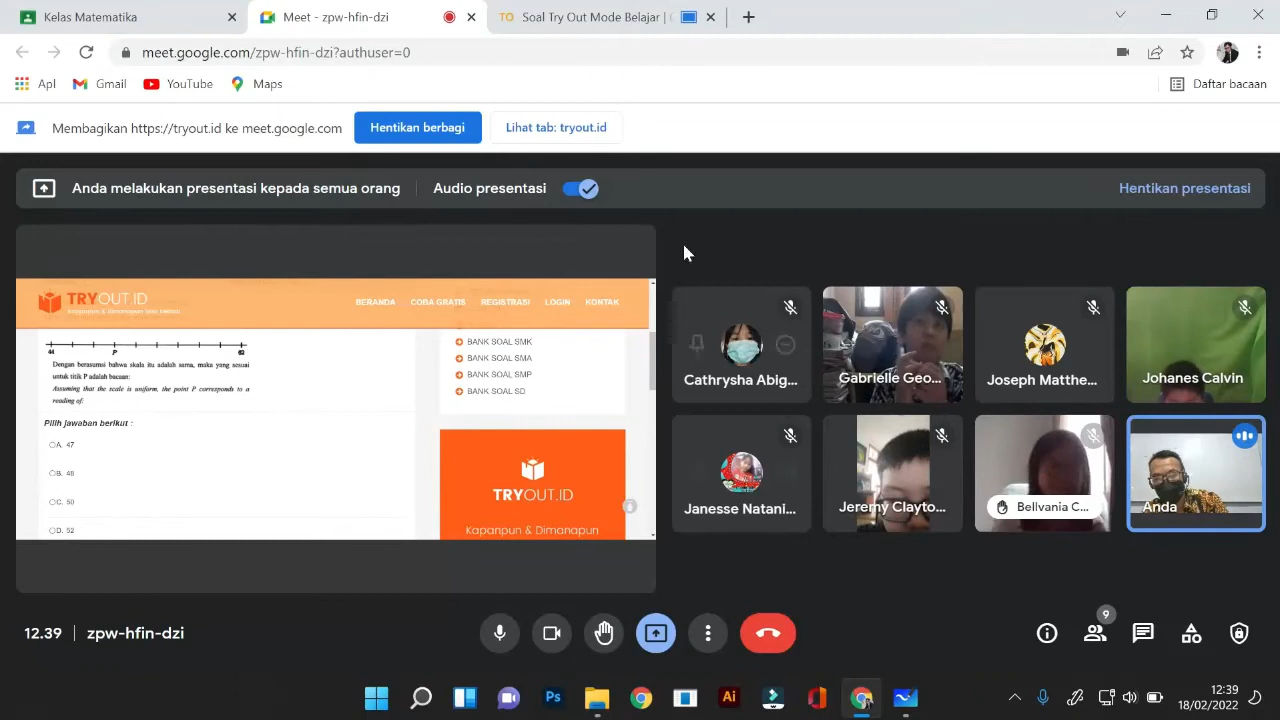 Kelas Matematika
Meet - zpw-hfin-dzi
Soal Try Out Mode Belajar |
meet.google.com/zpw-hfin-dzi?authuser=0
Apl
Gmail
YouTube
Maps
Daftar bacaan
Membagikan https://tryout.id ke meet.google.com
Hentikan berbagi
Lihat tab: tryout.id
Anda melakukan presentasi kepada semua orang
Audio presentasi
Hentikan presentasi
TRYOUT.ID
BERANDA COBA GRATIS REGISTRASI LOGIN KONTAK
44 P 62
Dengan berasumsi bahwa skala itu adalah sama, maka yang sesuai
untuk titik P adalah bacaan:
Assuming that the scale is uniform, the point P corresponds to a
reading of:
Pilih jawaban berikut :
A. 47
B. 48
C. 50
D. 52
BANK SOAL SMK
BANK SOAL SMA
BANK SOAL SMP
BANK SOAL SD
TRYOUT.ID
Kapanpun & Dimanapun
Cathrysha Abig...
Gabrielle Geo...
Joseph Matthe...
Johanes Calvin
Janesse Natani...
Jeremy Clayto...
Bellvania C...
Anda
12.39 | zpw-hfin-dzi
9
Ps
Ai
12:39
18/02/2022